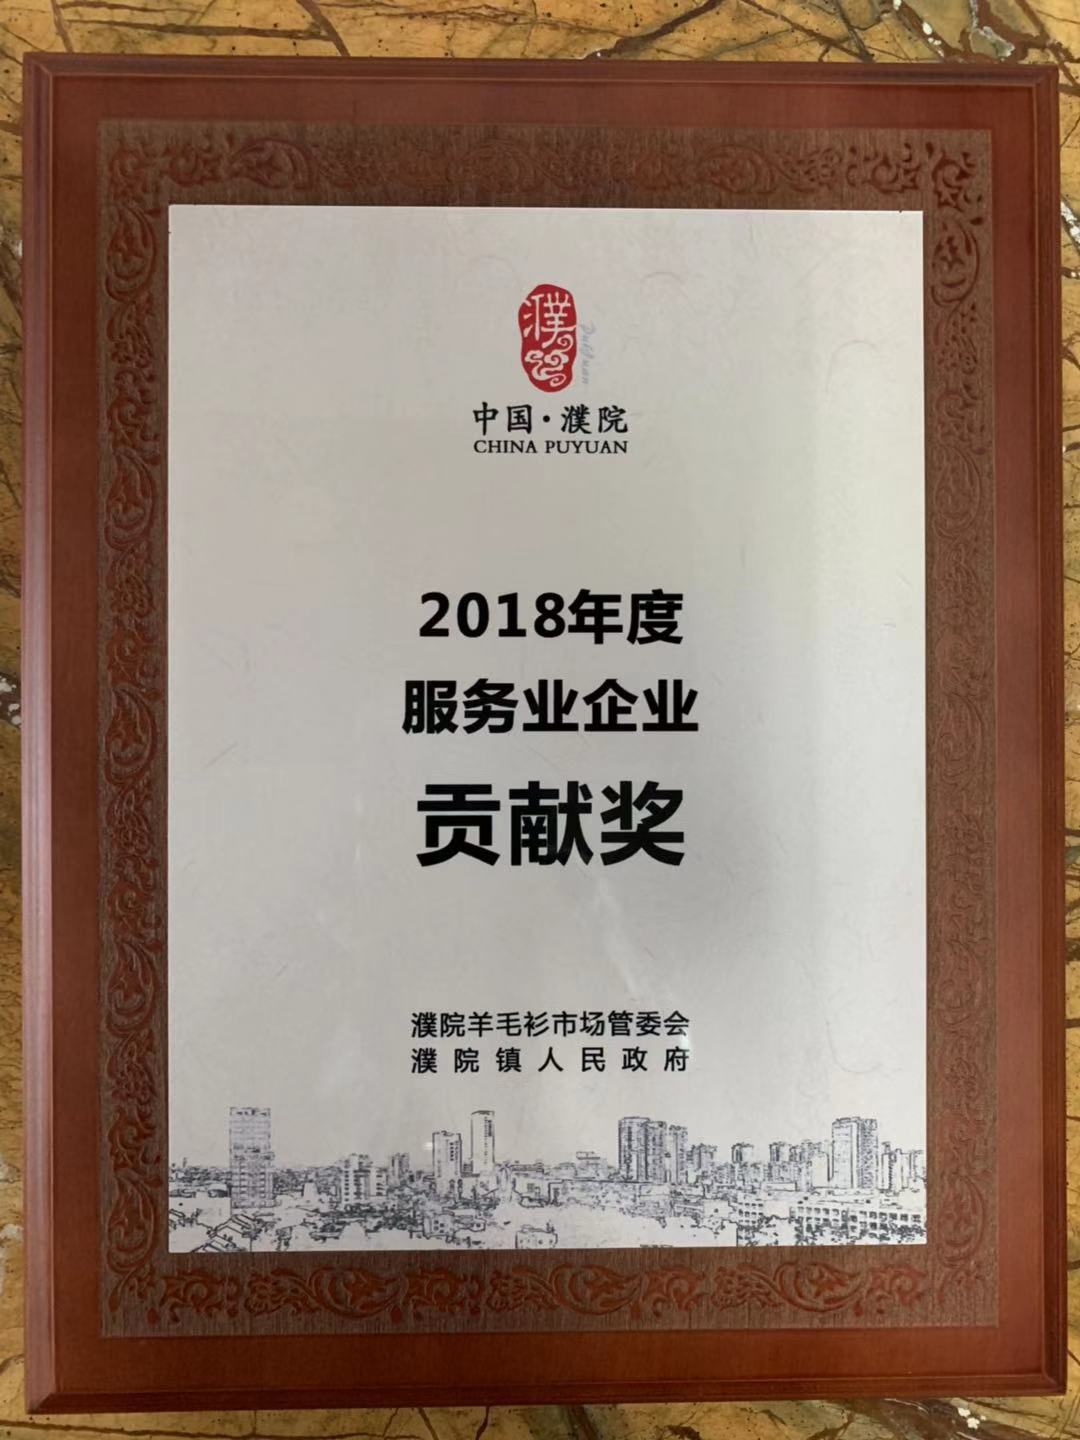 濮
PuYuan
中国·濮院
CHINA PUYUAN
2018年度
服务业企业
贡献奖
濮院羊毛衫市场管委会
濮院镇人民政府